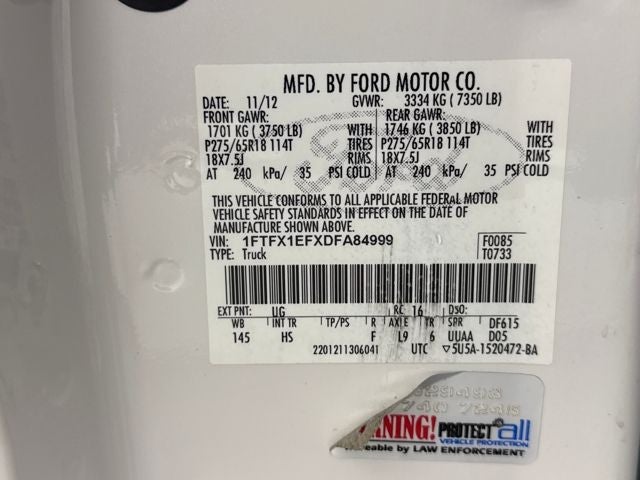 MFD. BY FORD MOTOR CO.
DATE: 11/12 GVWR: 3334 KG ( 7350 LB)
FRONT GAWR: REAR GAWR:
1701 KG ( 3750 LB) WITH 1746 KG ( 3850 LB) WITH
P275/65R18 114T TIRES P275/65R18 114T TIRES
18X7.5J RIMS 18X7.5J RIMS
AT 240 kPa/ 35 PSI COLD AT 240 kPa/ 35 PSI COLD
Ford
THIS VEHICLE CONFORMS TO ALL APPLICABLE FEDERAL MOTOR
VEHICLE SAFETY STANDARDS IN EFFECT ON THE DATE OF
MANUFACTURE SHOWN ABOVE.
VIN: 1FTFX1EFXDFA84999 F0085
TYPE: Truck T0733
EXT PNT: UG RC: 16 DSO:
WB INT TR TP/PS R AXLE TR SPR DF615
145 HS F L9 6 UUAA D05
2201211306041 UTC ▽5U5A-1520472-BA
740 7245
NING! PROTECT all
VEHICLE PROTECTION
ceable by LAW ENFORCEMENT